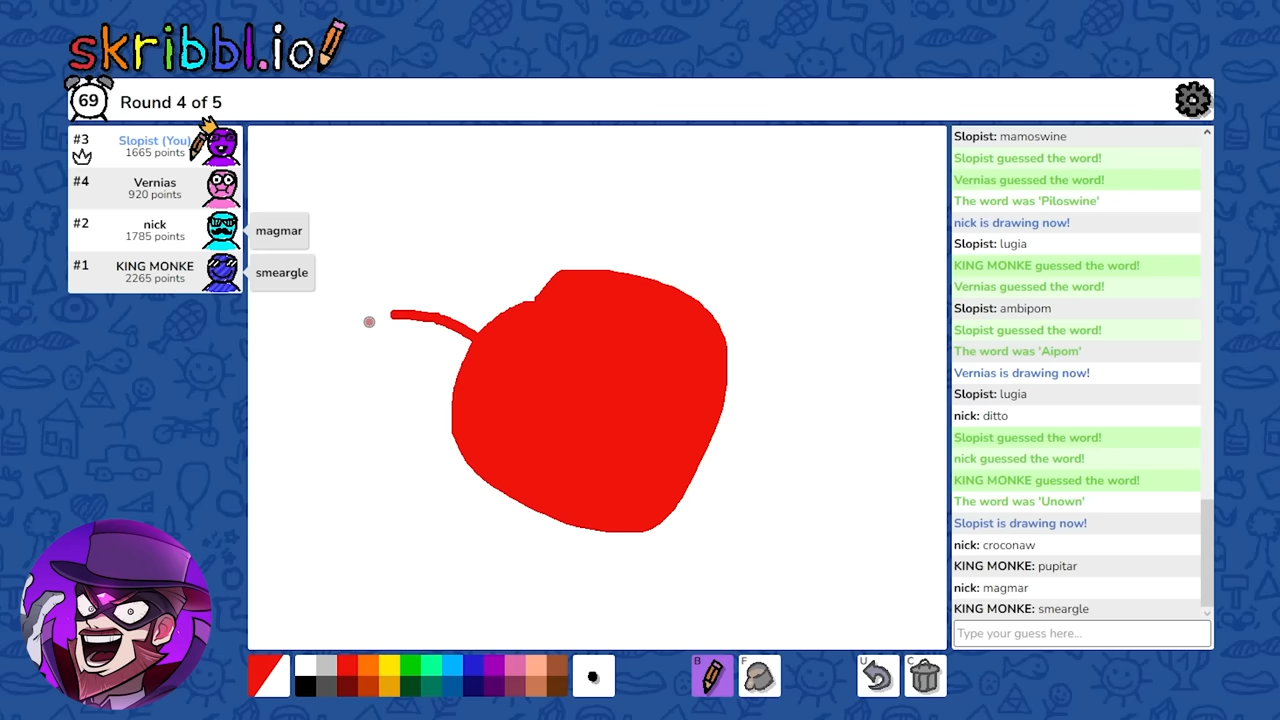 skribbl.io
69
Round 4 of 5
#3
Slopist (You)
1665 points
#4
Vernias
920 points
#2
nick
1785 points
magmar
#1
KING MONKE
2265 points
smeargle
Slopist: mamoswine
Slopist guessed the word!
Vernias guessed the word!
The word was 'Piloswine'
nick is drawing now!
Slopist: lugia
KING MONKE guessed the word!
Vernias guessed the word!
Slopist: ambipom
Slopist guessed the word!
The word was 'Aipom'
Vernias is drawing now!
Slopist: lugia
nick: ditto
Slopist guessed the word!
nick guessed the word!
KING MONKE guessed the word!
The word was 'Unown'
Slopist is drawing now!
nick: croconaw
KING MONKE: pupitar
nick: magmar
KING MONKE: smeargle
Type your guess here...
B
F
U
C